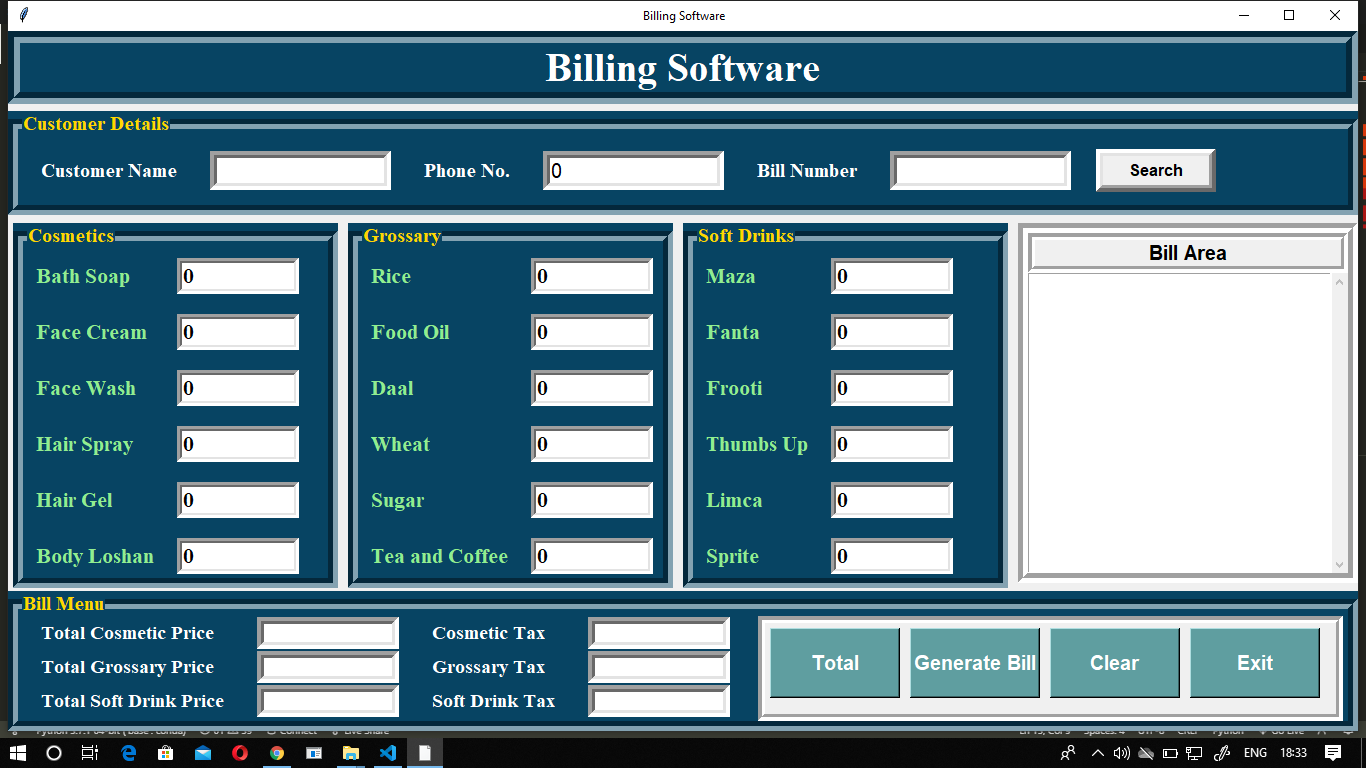 Billing Software
Billing Software
Customer Details
Customer Name
Phone No. 0
Bill Number
Search
Cosmetics
Bath Soap 0
Face Cream 0
Face Wash 0
Hair Spray 0
Hair Gel 0
Body Loshan 0
Grossary
Rice 0
Food Oil 0
Daal 0
Wheat 0
Sugar 0
Tea and Coffee 0
Soft Drinks
Maza 0
Fanta 0
Frooti 0
Thumbs Up 0
Limca 0
Sprite 0
Bill Area
Bill Menu
Total Cosmetic Price
Total Grossary Price
Total Soft Drink Price
Cosmetic Tax
Grossary Tax
Soft Drink Tax
Total
Generate Bill
Clear
Exit
ENG
18:33